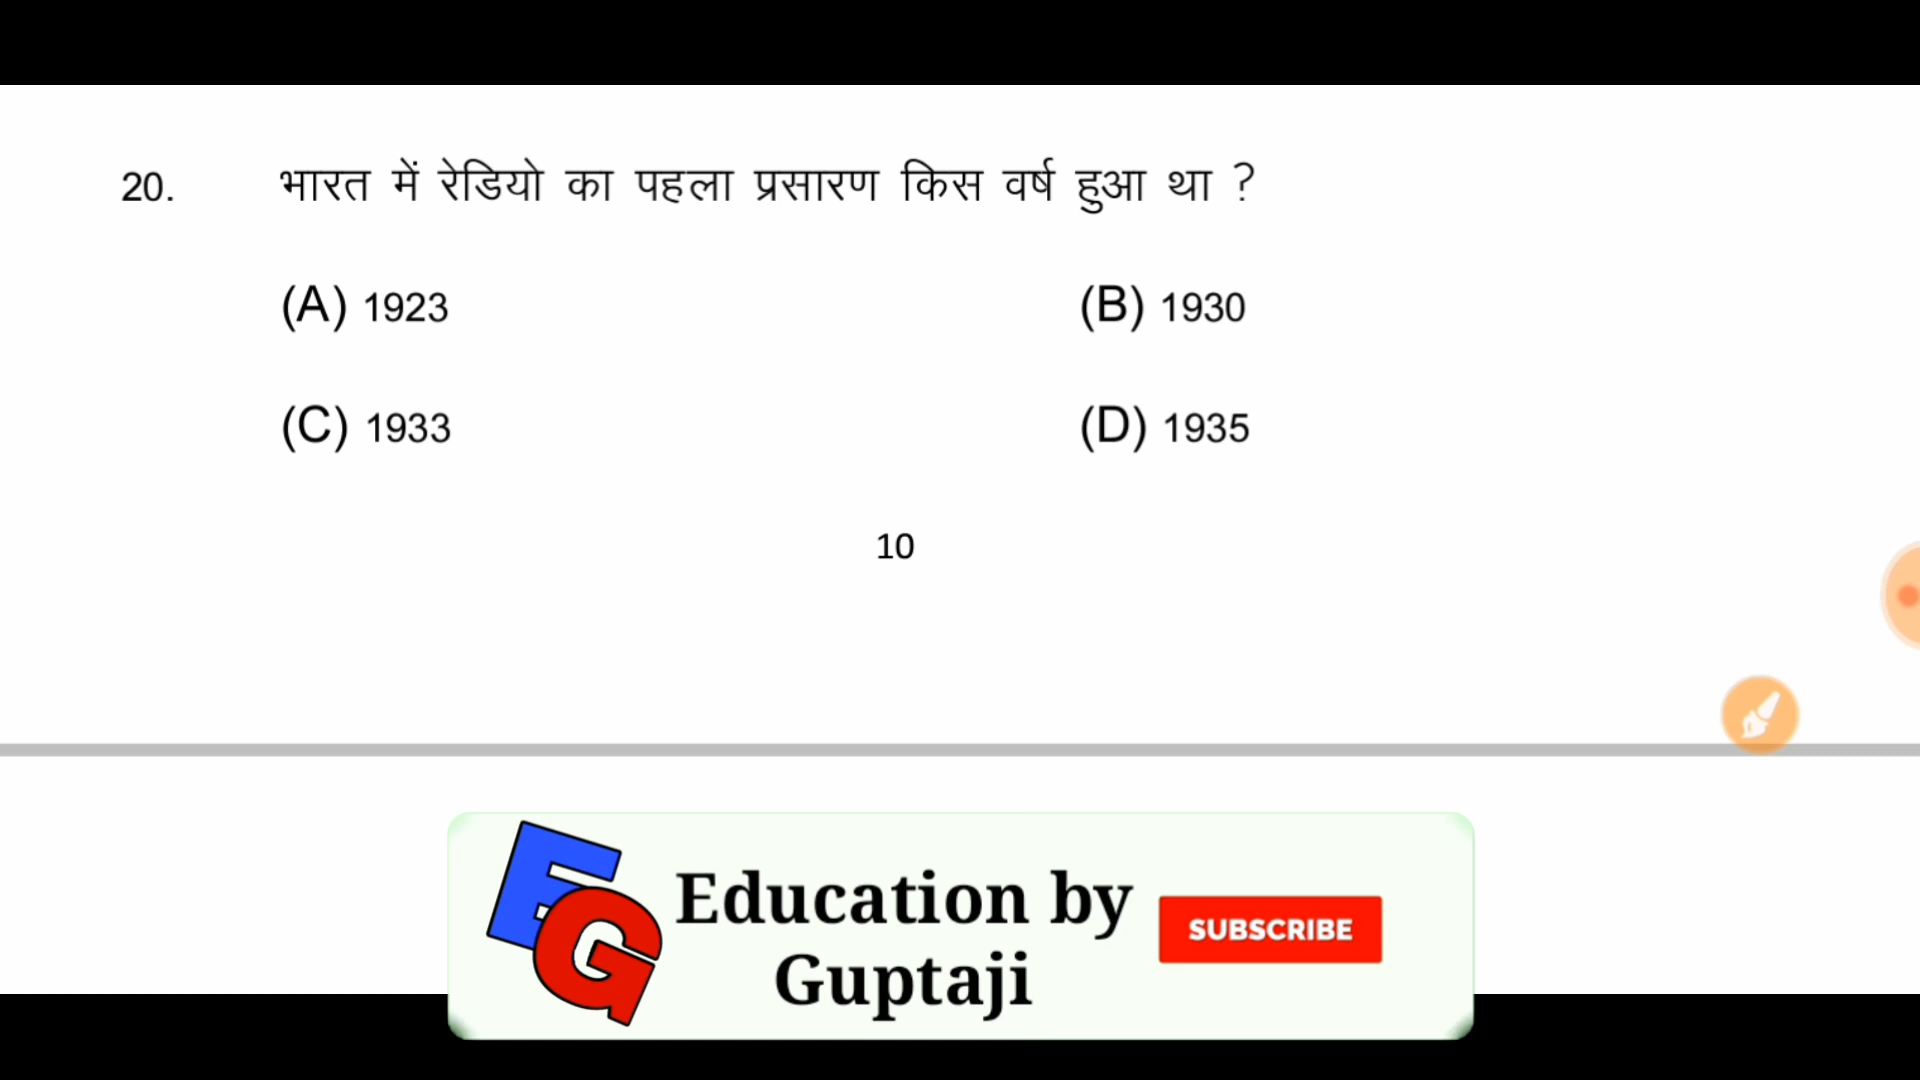 20. भारत में रेडियो का पहला प्रसारण किस वर्ष हुआ था ?
(A) 1923 (B) 1930
(C) 1933 (D) 1935
10
EG
Education by
Guptaji
SUBSCRIBE